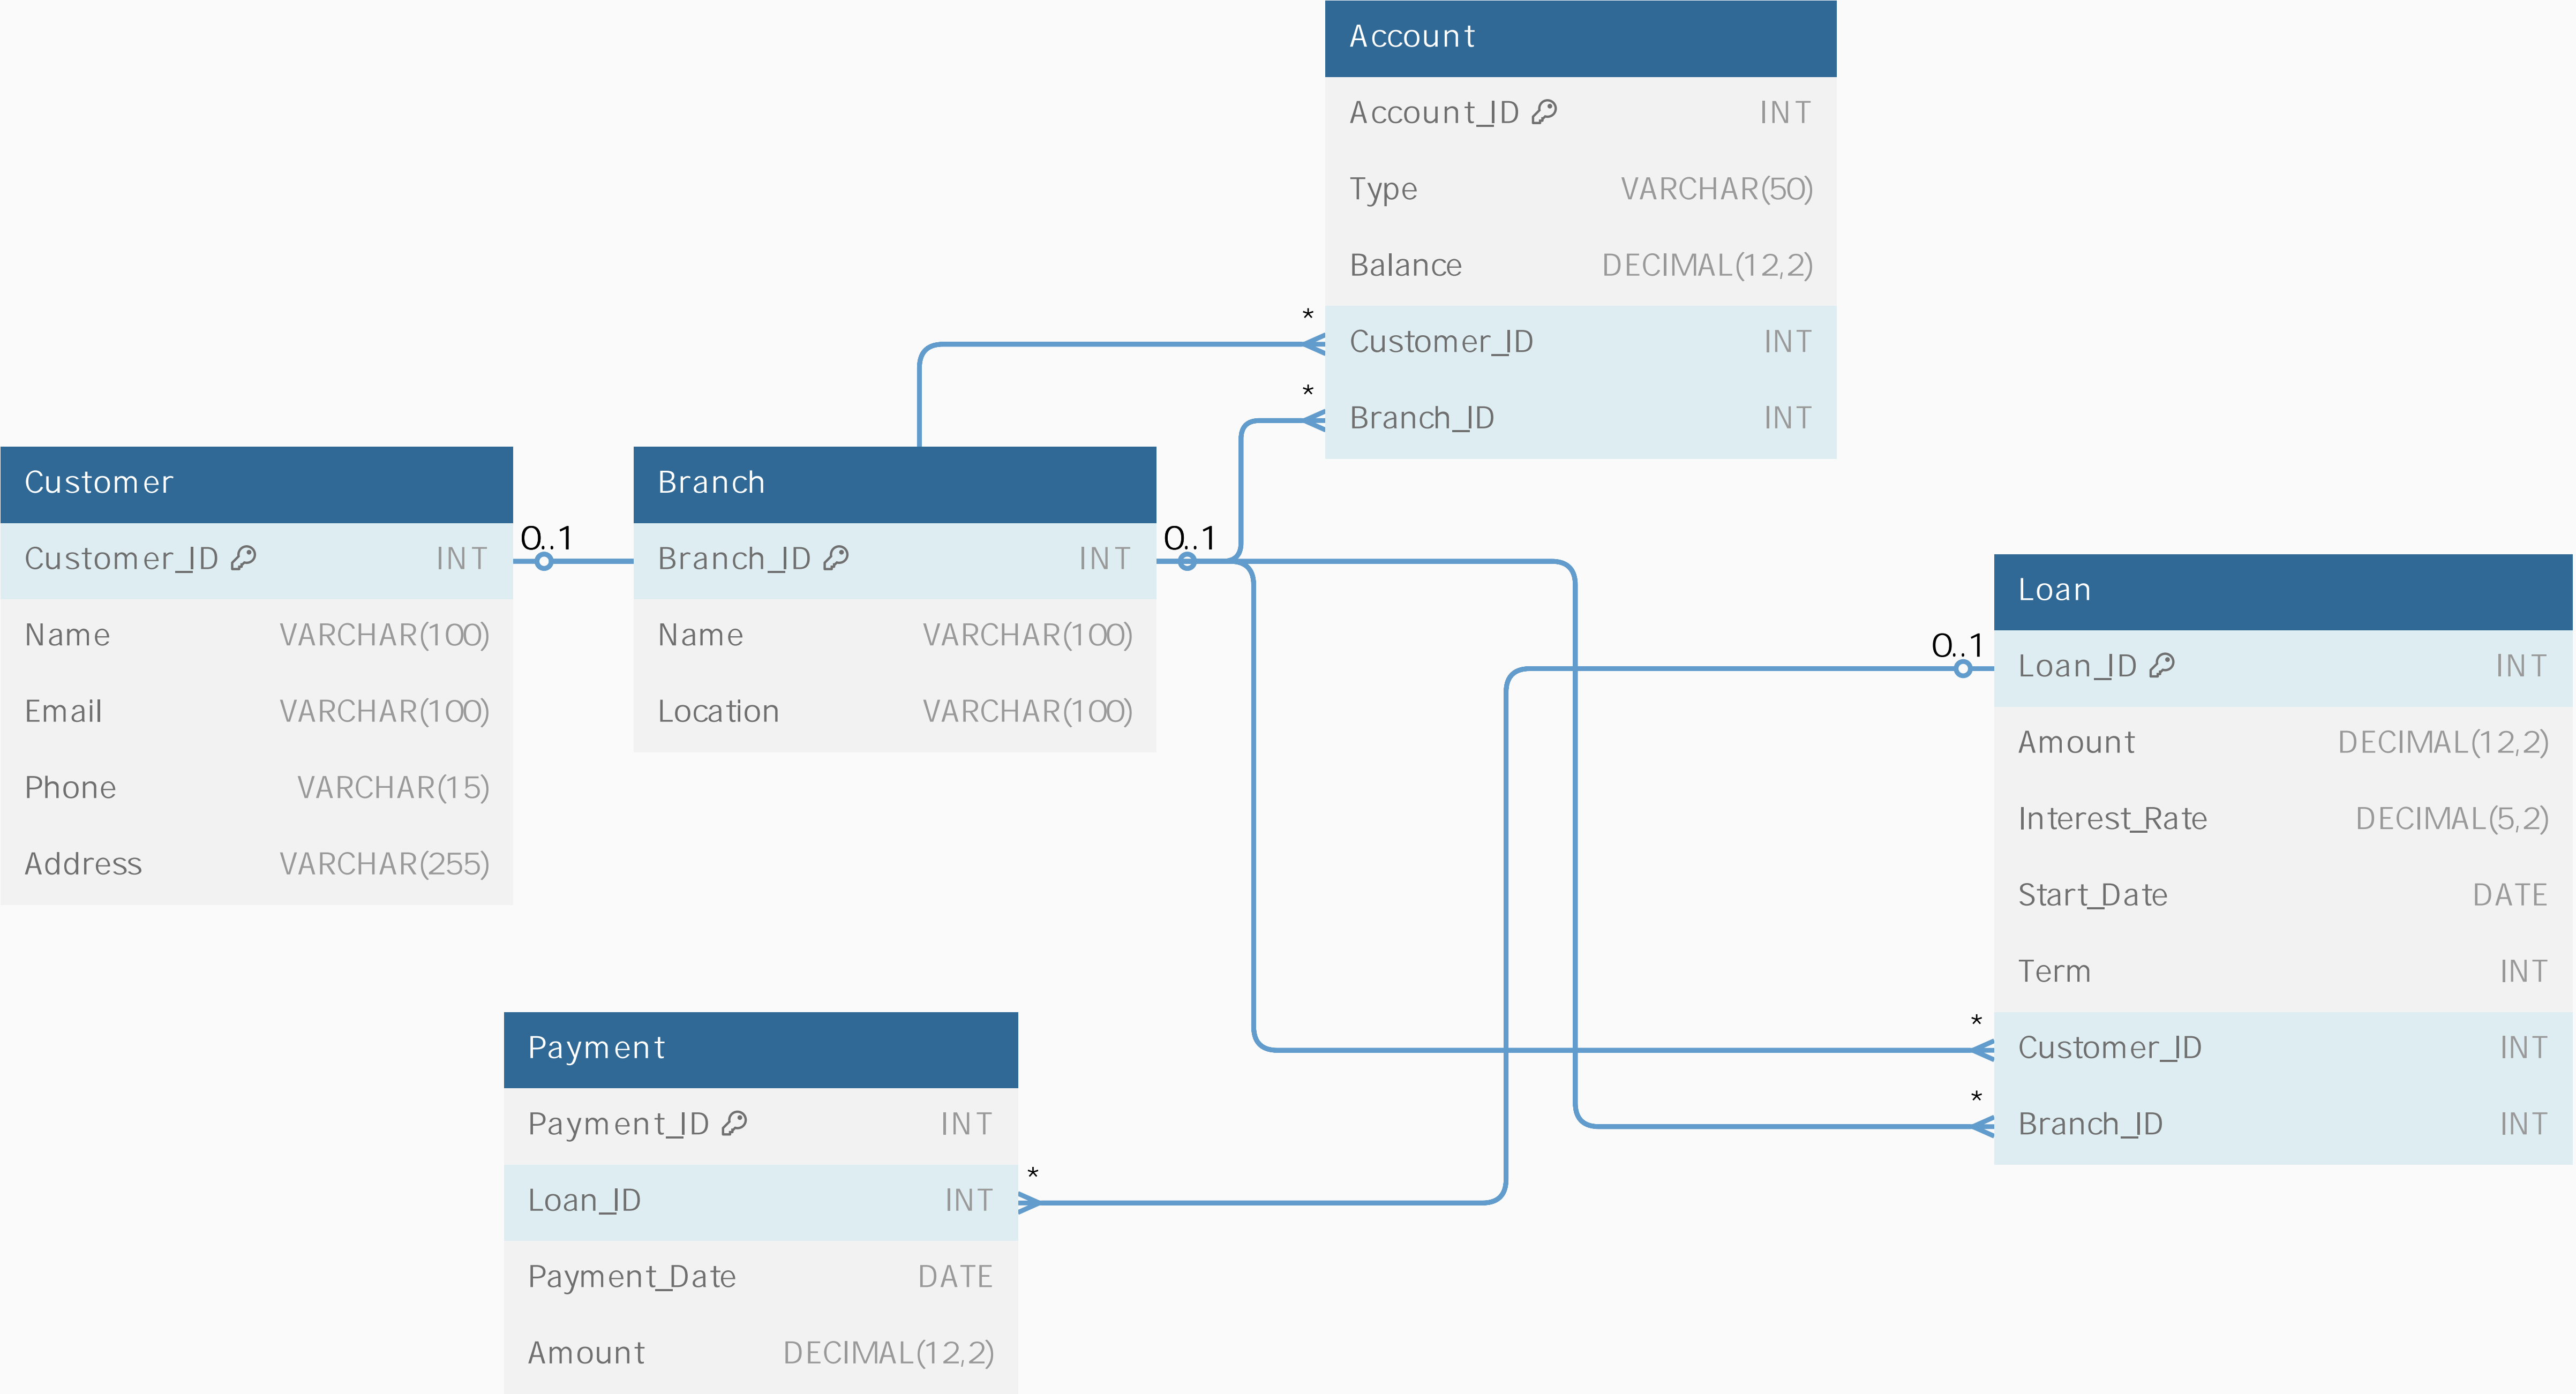 Account
Account_ID INT
Type VARCHAR(50)
Balance DECIMAL(12,2)
* Customer_ID INT
* Branch_ID INT
Customer
Customer_ID INT 0..1
Name VARCHAR(100)
Email VARCHAR(100)
Phone VARCHAR(15)
Address VARCHAR(255)
Branch
Branch_ID INT 0..1
Name VARCHAR(100)
Location VARCHAR(100)
Loan
0..1 Loan_ID INT
Amount DECIMAL(12,2)
Interest_Rate DECIMAL(5,2)
Start_Date DATE
Term INT
* Customer_ID INT
* Branch_ID INT
Payment
Payment_ID INT
Loan_ID INT *
Payment_Date DATE
Amount DECIMAL(12,2)